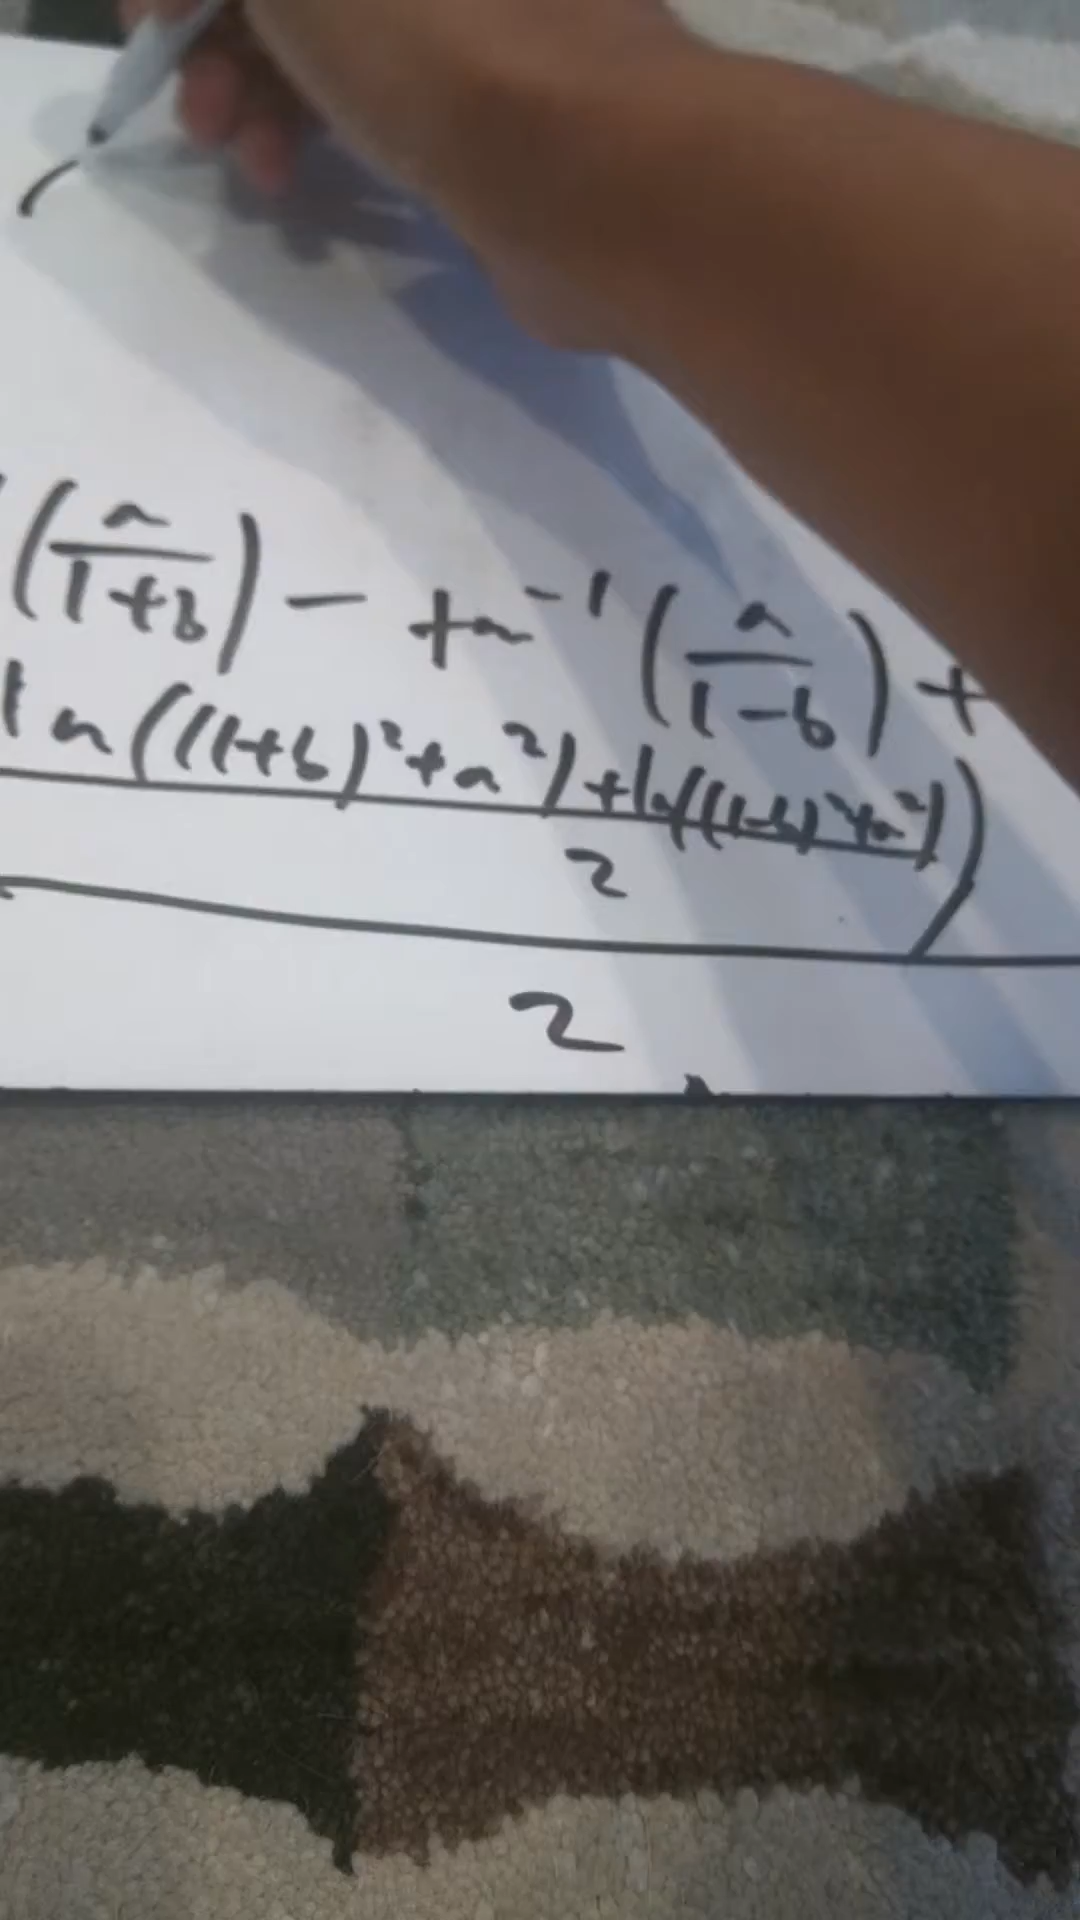 (a/1+b) - tan⁻¹(a/1-b) +
ln((1+b)²+a²)+ln((1-b)²+a²))
2
2